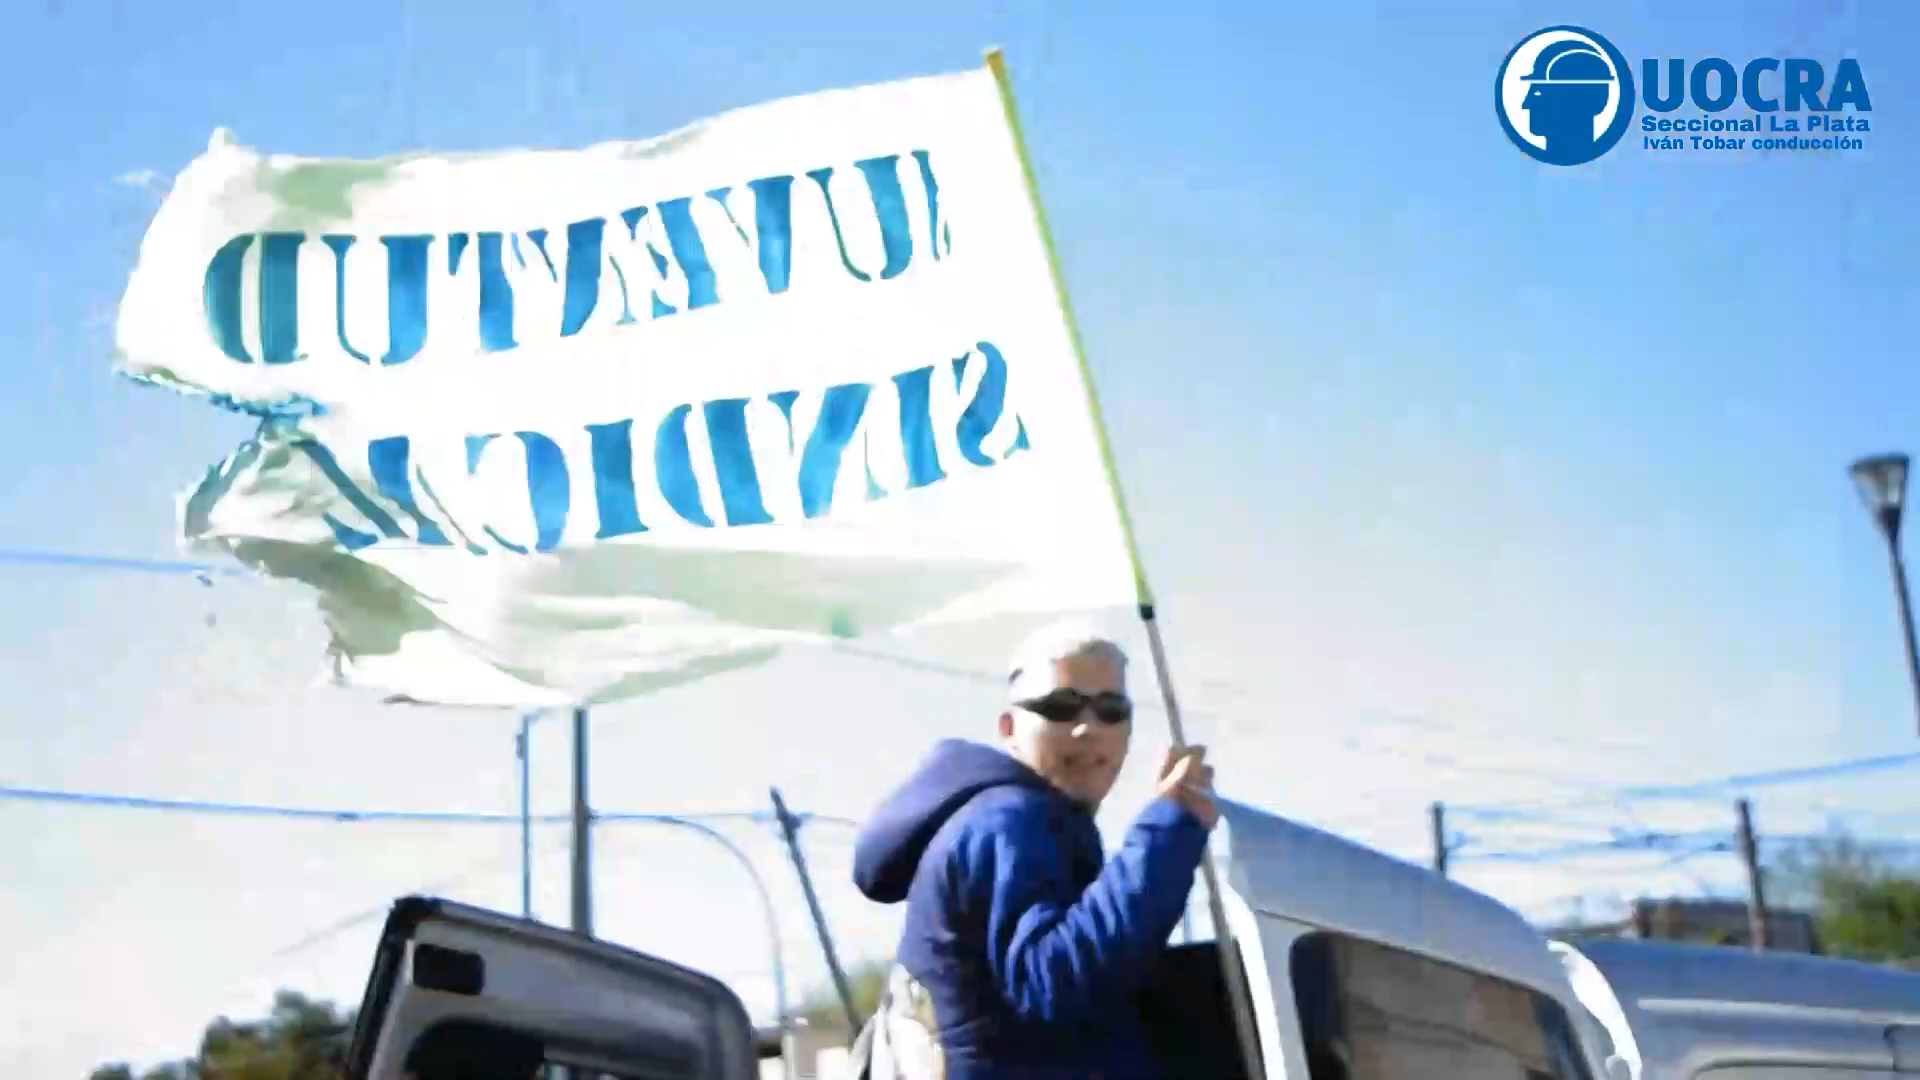 JUVENTUD
SINDICA
UOCRA
Seccional La Plata
Iván Tobar conducción